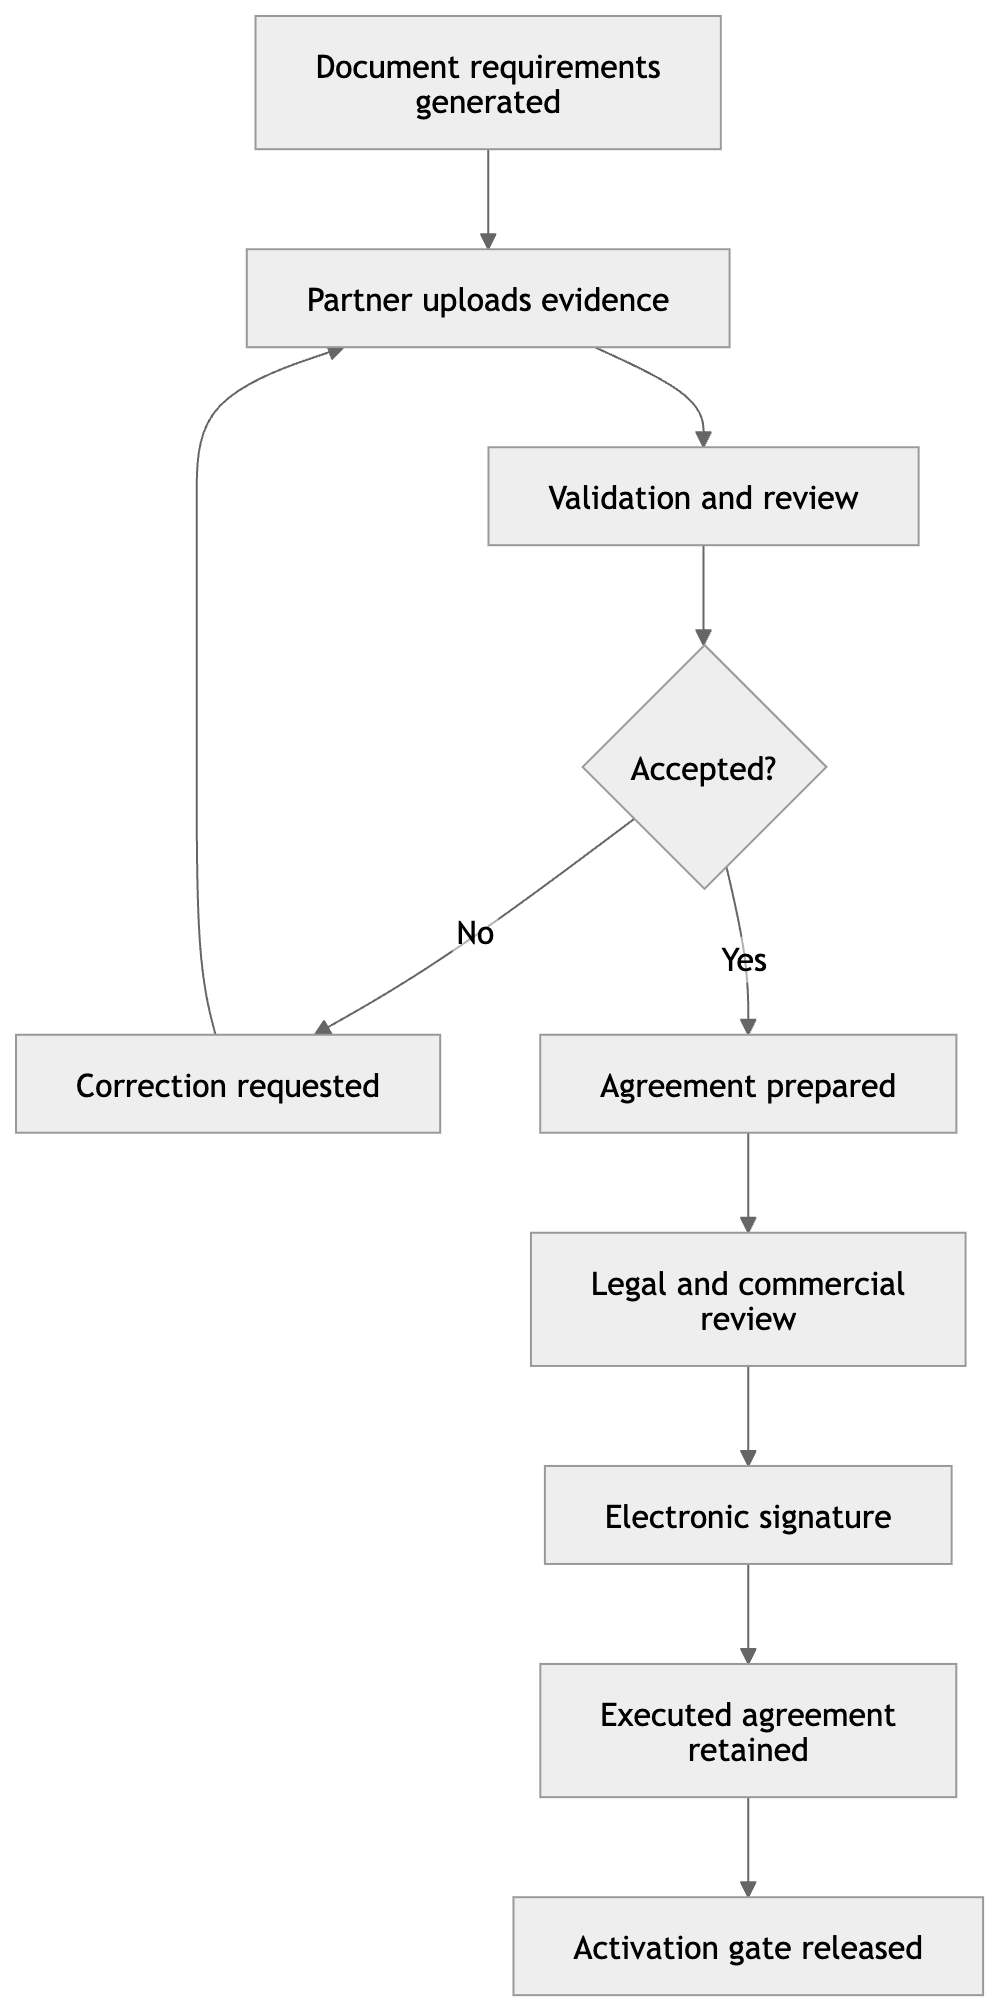 Document requirements
generated
Partner uploads evidence
Validation and review
Accepted?
No
Yes
Correction requested
Agreement prepared
Legal and commercial
review
Electronic signature
Executed agreement
retained
Activation gate released